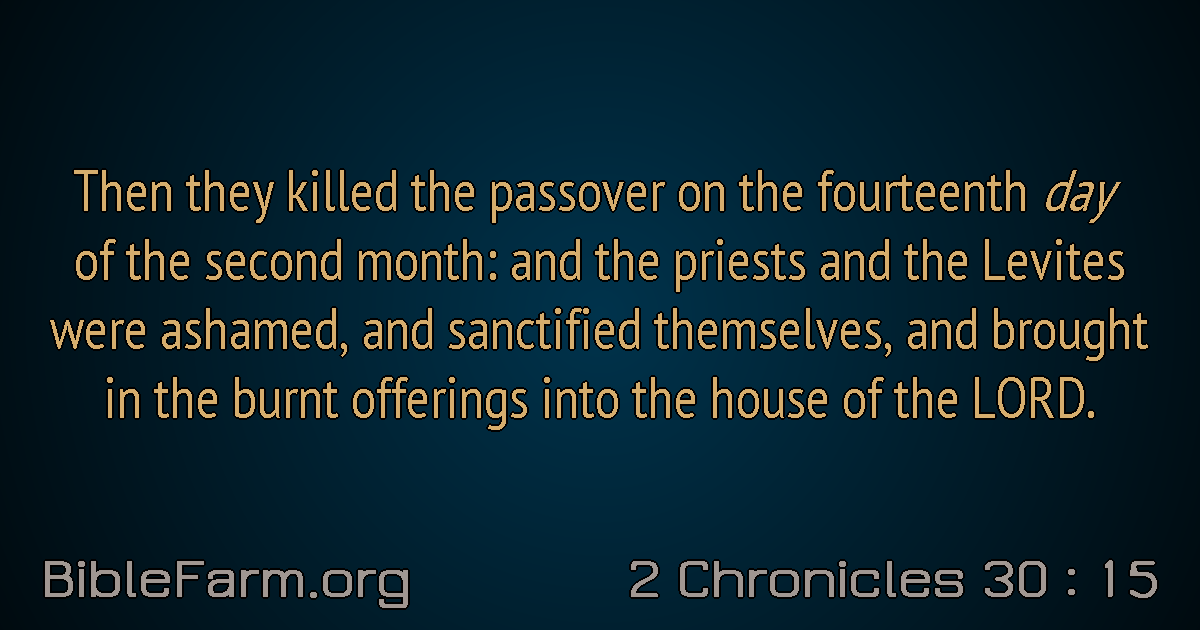 Then they killed the passover on the fourteenth day
of the second month: and the priests and the Levites
were ashamed, and sanctified themselves, and brought
in the burnt offerings into the house of the LORD.
BibleFarm.org
2 Chronicles 30 : 15